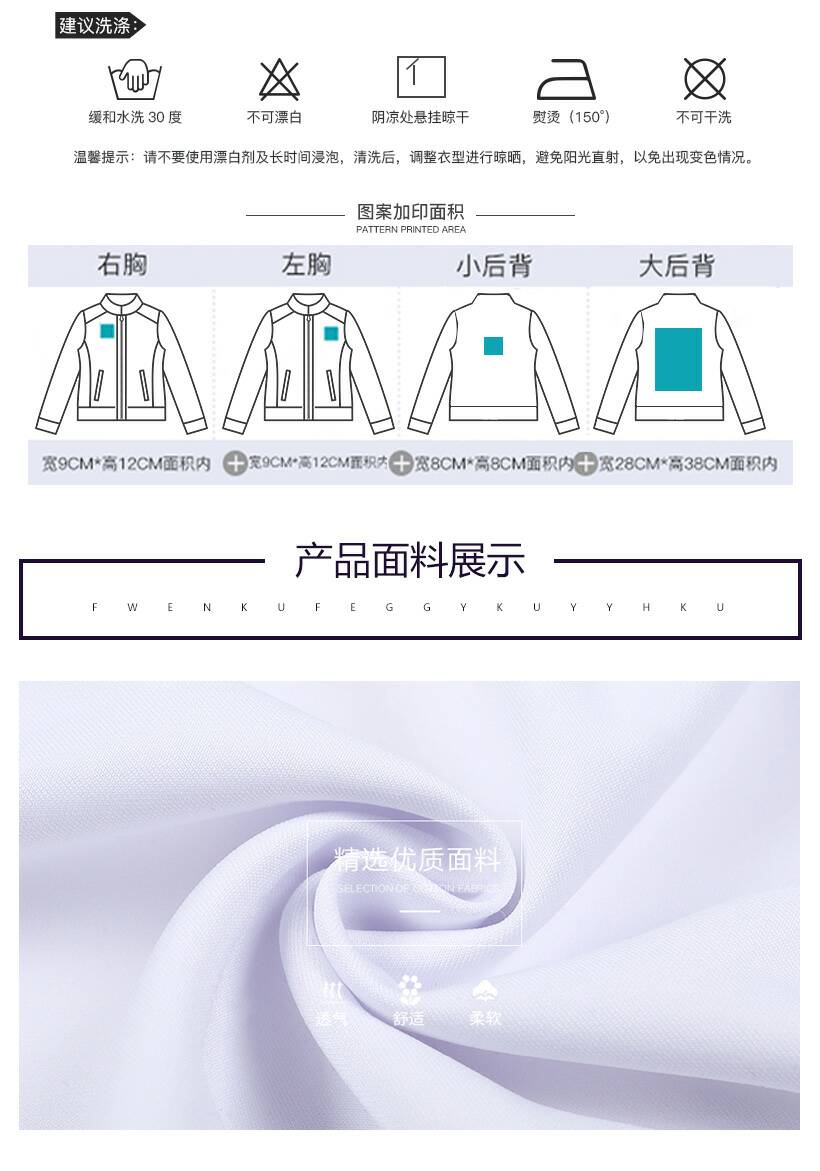 建议洗涤：
缓和水洗 30 度
不可漂白
阴凉处悬挂晾干
熨烫（150°）
不可干洗
温馨提示：请不要使用漂白剂及长时间浸泡，清洗后，调整衣型进行晾晒，避免阳光直射，以免出现变色情况。
图案加印面积
PATTERN PRINTED AREA
右胸
左胸
小后背
大后背
宽9CM*高12CM面积内
宽9CM*高12CM面积内
宽8CM*高8CM面积内
宽28CM*高38CM面积内
产品面料展示
F W E N K U F E G G Y K U Y Y H K U
精选优质面料
SELECTION OF COTTON FABRICS
透气
舒适
柔软